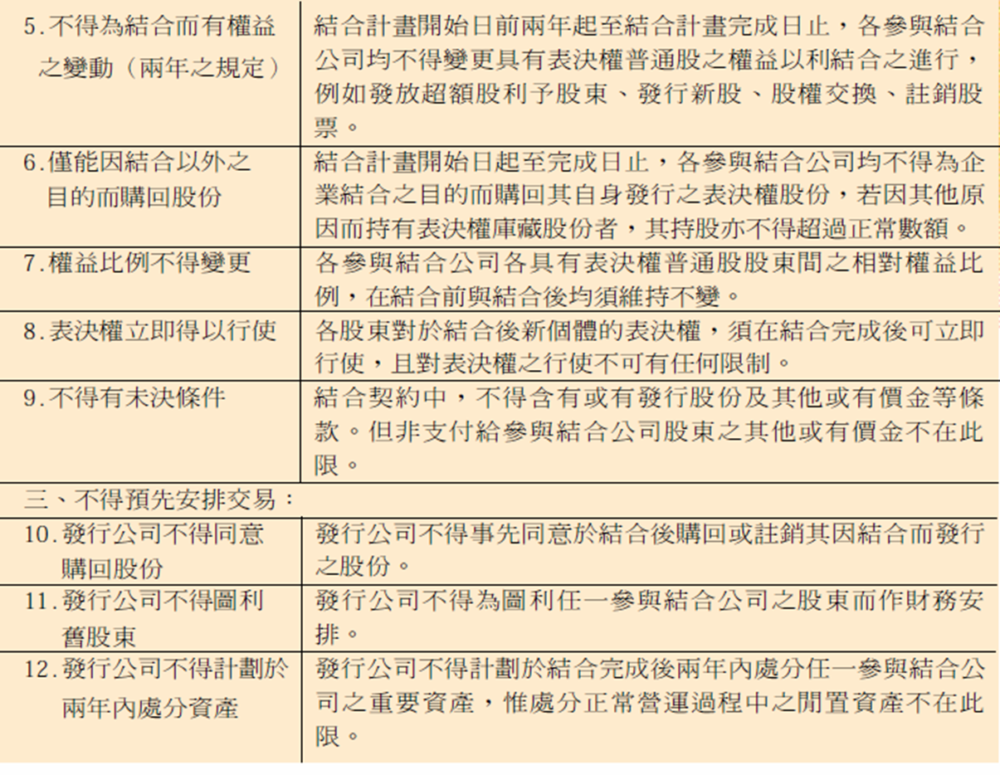 5.不得為結合而有權益
之變動（兩年之規定）
結合計畫開始日前兩年起至結合計畫完成日止，各參與結合
公司均不得變更具有表決權普通股之權益以利結合之進行，
例如發放超額股利予股東、發行新股、股權交換、註銷股
票。
6.僅能因結合以外之
目的而購回股份
結合計畫開始日起至完成日止，各參與結合公司均不得為企
業結合之目的而購回其自身發行之表決權股份，若因其他原
因而持有表決權庫藏股份者，其持股亦不得超過正常數額。
7.權益比例不得變更
各參與結合公司各具有表決權普通股股東間之相對權益比
例，在結合前與結合後均須維持不變。
8.表決權立即得以行使
各股東對於結合後新個體的表決權，須在結合完成後可立即
行使，且對表決權之行使不可有任何限制。
9.不得有未決條件
結合契約中，不得含有或有發行股份及其他或有價金等條
款。但非支付給參與結合公司股東之其他或有價金不在此
限。
三、不得預先安排交易：
10.發行公司不得同意
購回股份
發行公司不得事先同意於結合後購回或註銷其因結合而發行
之股份。
11.發行公司不得圖利
舊股東
發行公司不得為圖利任一參與結合公司之股東而作財務安
排。
12.發行公司不得計劃於
兩年內處分資產
發行公司不得計劃於結合完成後兩年內處分任一參與結合公
司之重要資產，惟處分正常營運過程中之閒置資產不在此
限。